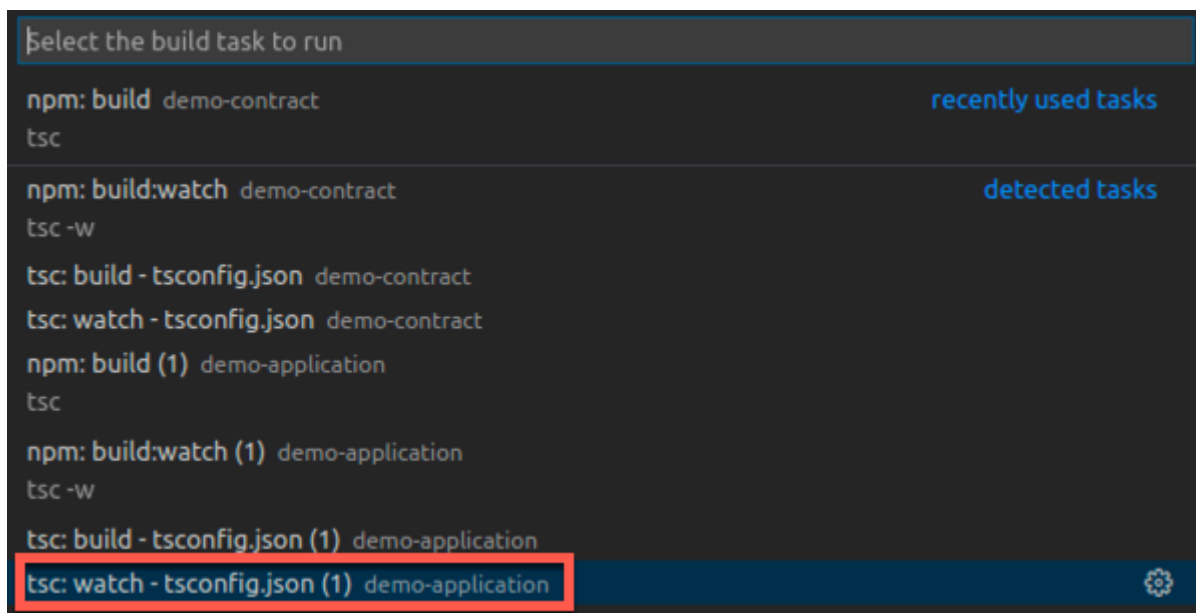 Select the build task to run
npm: build demo-contract recently used tasks
tsc
npm: build:watch demo-contract detected tasks
tsc -w
tsc: build - tsconfig.json demo-contract
tsc: watch - tsconfig.json demo-contract
npm: build (1) demo-application
tsc
npm: build:watch (1) demo-application
tsc -w
tsc: build - tsconfig.json (1) demo-application
tsc: watch - tsconfig.json (1) demo-application